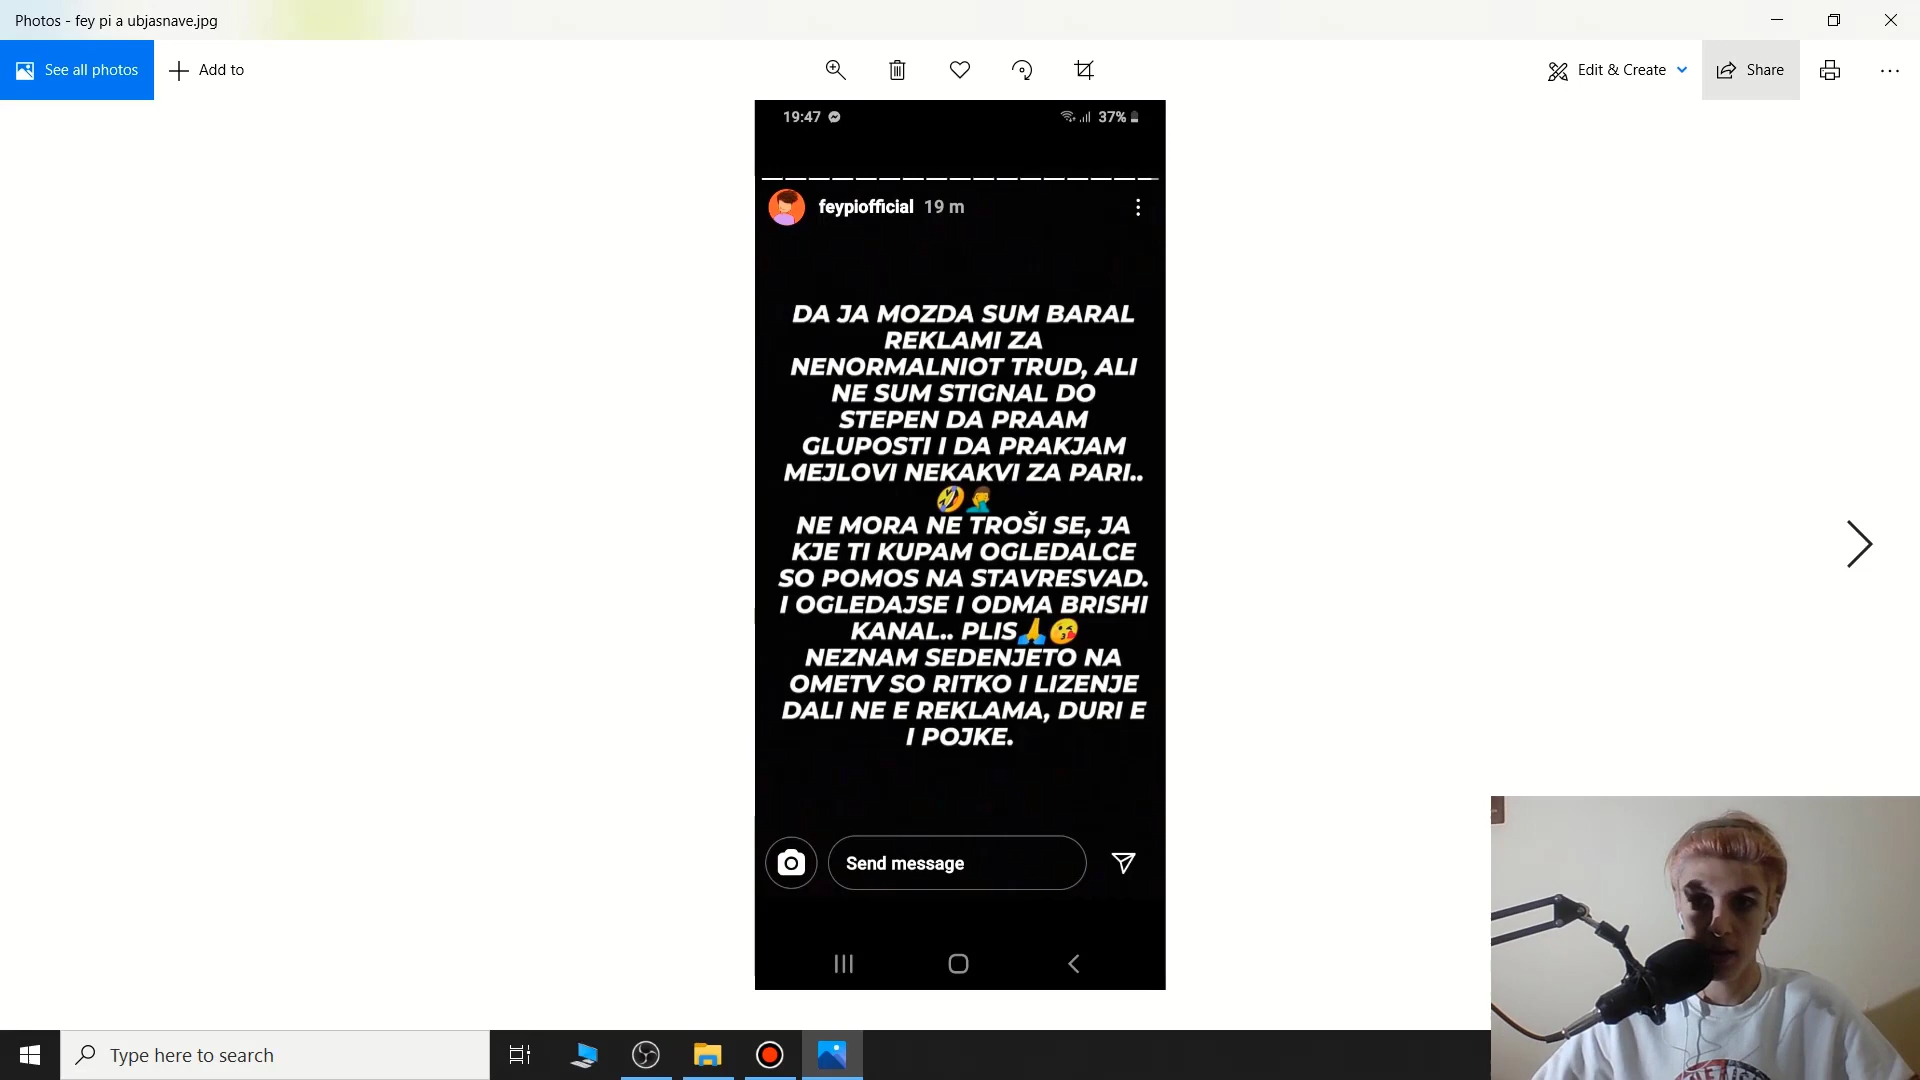 Photos - fey pi a ubjasnave.jpg
See all photos
Add to
Edit & Create
Share
19:47
37%
feypiofficial 19 m
DA JA MOZDA SUM BARAL
REKLAMI ZA
NENORMALNIOT TRUD, ALI
NE SUM STIGNAL DO
STEPEN DA PRAAM
GLUPOSTI I DA PRAKJAM
MEJLOVI NEKAKVI ZA PARI..
🤣🤦‍♂️
NE MORA NE TROŠI SE, JA
KJE TI KUPAM OGLEDALCE
SO POMOS NA STAVRESVAD.
I OGLEDAJSE I ODMA BRISHI
KANAL.. PLIS🙏😘
NEZNAM SEDENJETO NA
OMETV SO RITKO I LIZENJE
DALI NE E REKLAMA, DURI E
I POJKE.
Send message
Type here to search